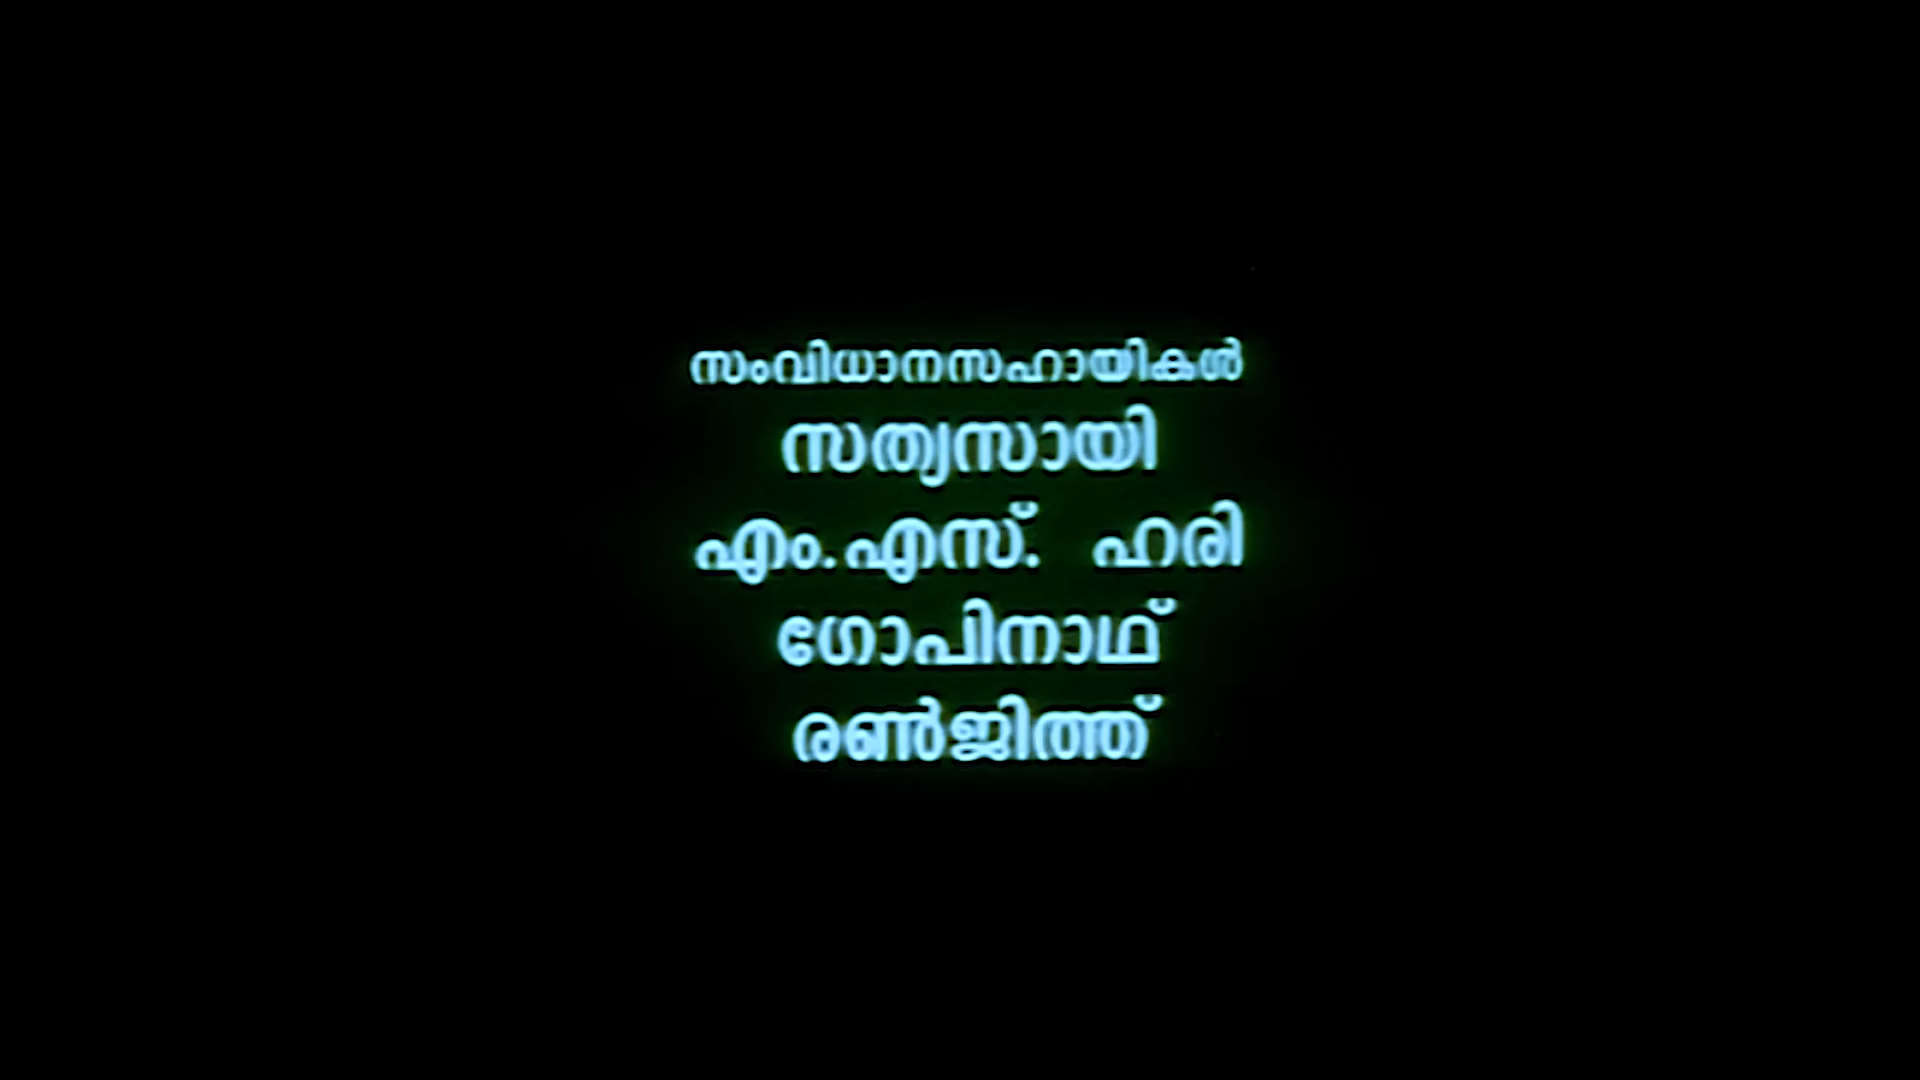 സംവിധാനസഹായികൾ
സത്യസായി
എം.എസ്. ഹരി
ഗോപിനാഥ്
രൺജിത്ത്